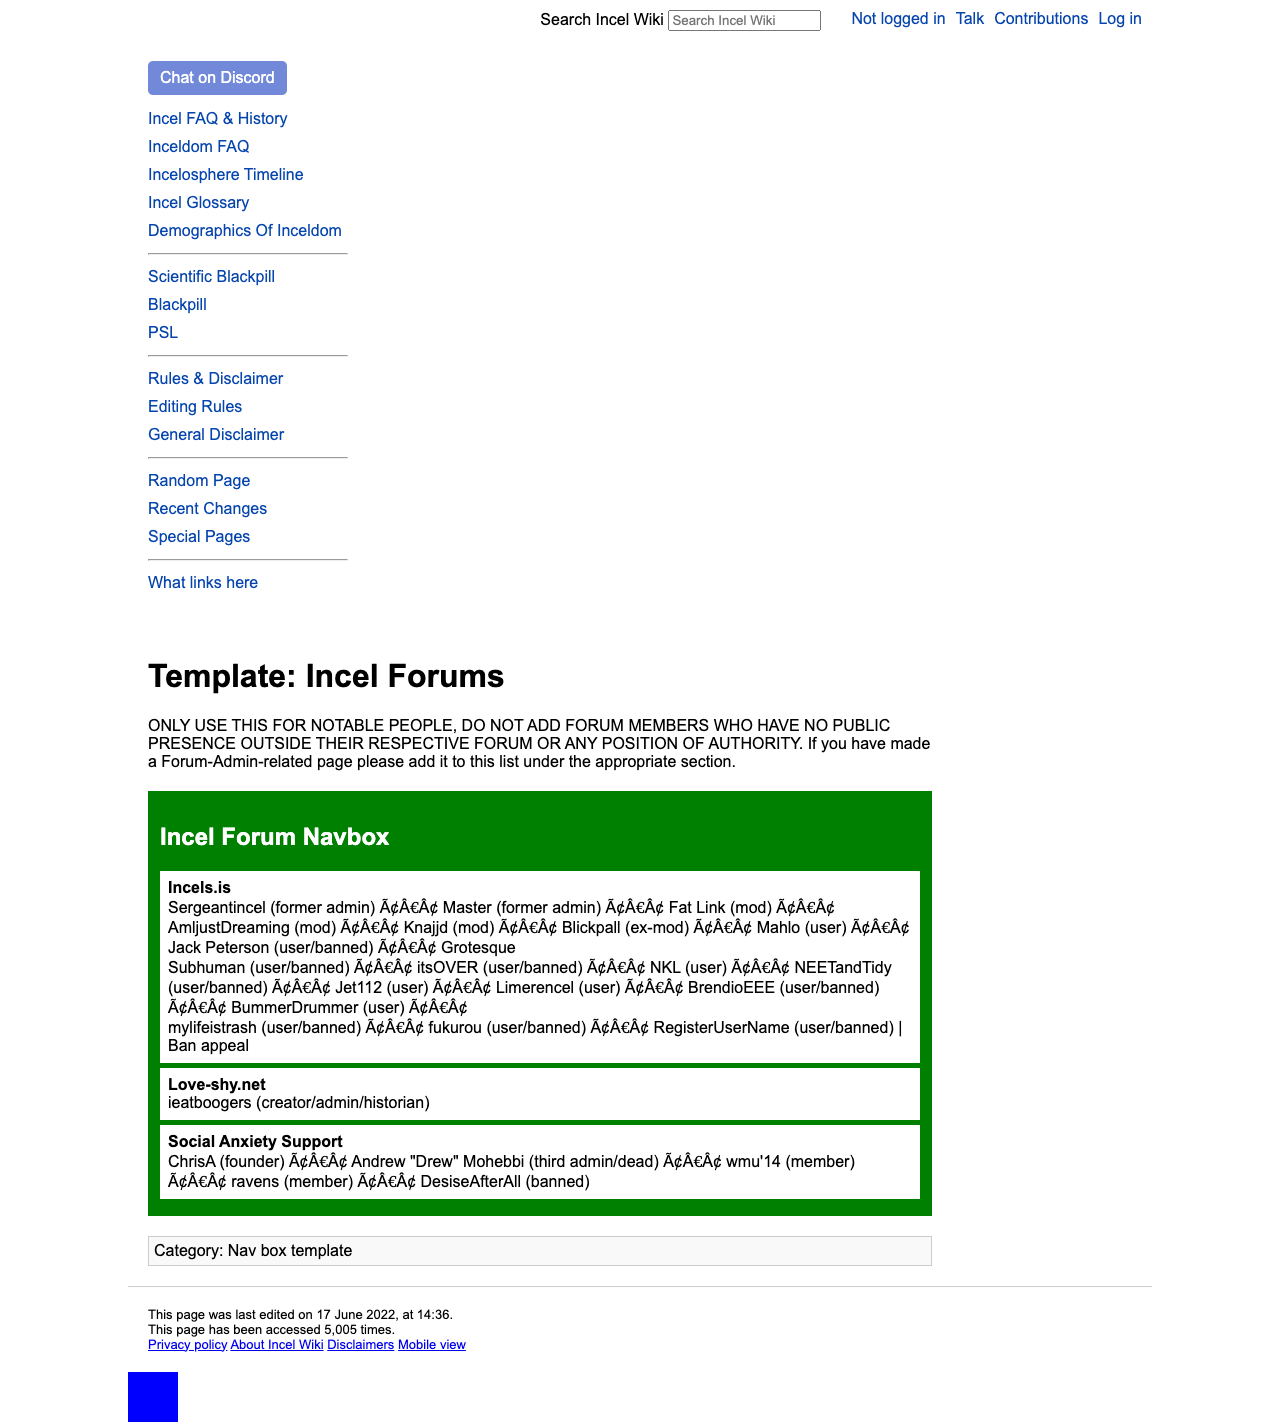 Search Incel Wiki Search Incel Wiki Not logged in Talk Contributions Log in
Chat on Discord
Incel FAQ & History
Inceldom FAQ
Incelosphere Timeline
Incel Glossary
Demographics Of Inceldom
Scientific Blackpill
Blackpill
PSL
Rules & Disclaimer
Editing Rules
General Disclaimer
Random Page
Recent Changes
Special Pages
What links here
Template: Incel Forums
ONLY USE THIS FOR NOTABLE PEOPLE, DO NOT ADD FORUM MEMBERS WHO HAVE NO PUBLIC
PRESENCE OUTSIDE THEIR RESPECTIVE FORUM OR ANY POSITION OF AUTHORITY. If you have made
a Forum-Admin-related page please add it to this list under the appropriate section.
Incel Forum Navbox
Incels.is
Sergeantincel (former admin) Ã¢Â€Â¢ Master (former admin) Ã¢Â€Â¢ Fat Link (mod) Ã¢Â€Â¢
AmljustDreaming (mod) Ã¢Â€Â¢ Knajjd (mod) Ã¢Â€Â¢ Blickpall (ex-mod) Ã¢Â€Â¢ Mahlo (user) Ã¢Â€Â¢
Jack Peterson (user/banned) Ã¢Â€Â¢ Grotesque
Subhuman (user/banned) Ã¢Â€Â¢ itsOVER (user/banned) Ã¢Â€Â¢ NKL (user) Ã¢Â€Â¢ NEETandTidy
(user/banned) Ã¢Â€Â¢ Jet112 (user) Ã¢Â€Â¢ Limerencel (user) Ã¢Â€Â¢ BrendioEEE (user/banned)
Ã¢Â€Â¢ BummerDrummer (user) Ã¢Â€Â¢
mylifeistrash (user/banned) Ã¢Â€Â¢ fukurou (user/banned) Ã¢Â€Â¢ RegisterUserName (user/banned) |
Ban appeal
Love-shy.net
ieatboogers (creator/admin/historian)
Social Anxiety Support
ChrisA (founder) Ã¢Â€Â¢ Andrew "Drew" Mohebbi (third admin/dead) Ã¢Â€Â¢ wmu'14 (member)
Ã¢Â€Â¢ ravens (member) Ã¢Â€Â¢ DesiseAfterAll (banned)
Category: Nav box template
This page was last edited on 17 June 2022, at 14:36.
This page has been accessed 5,005 times.
Privacy policy About Incel Wiki Disclaimers Mobile view